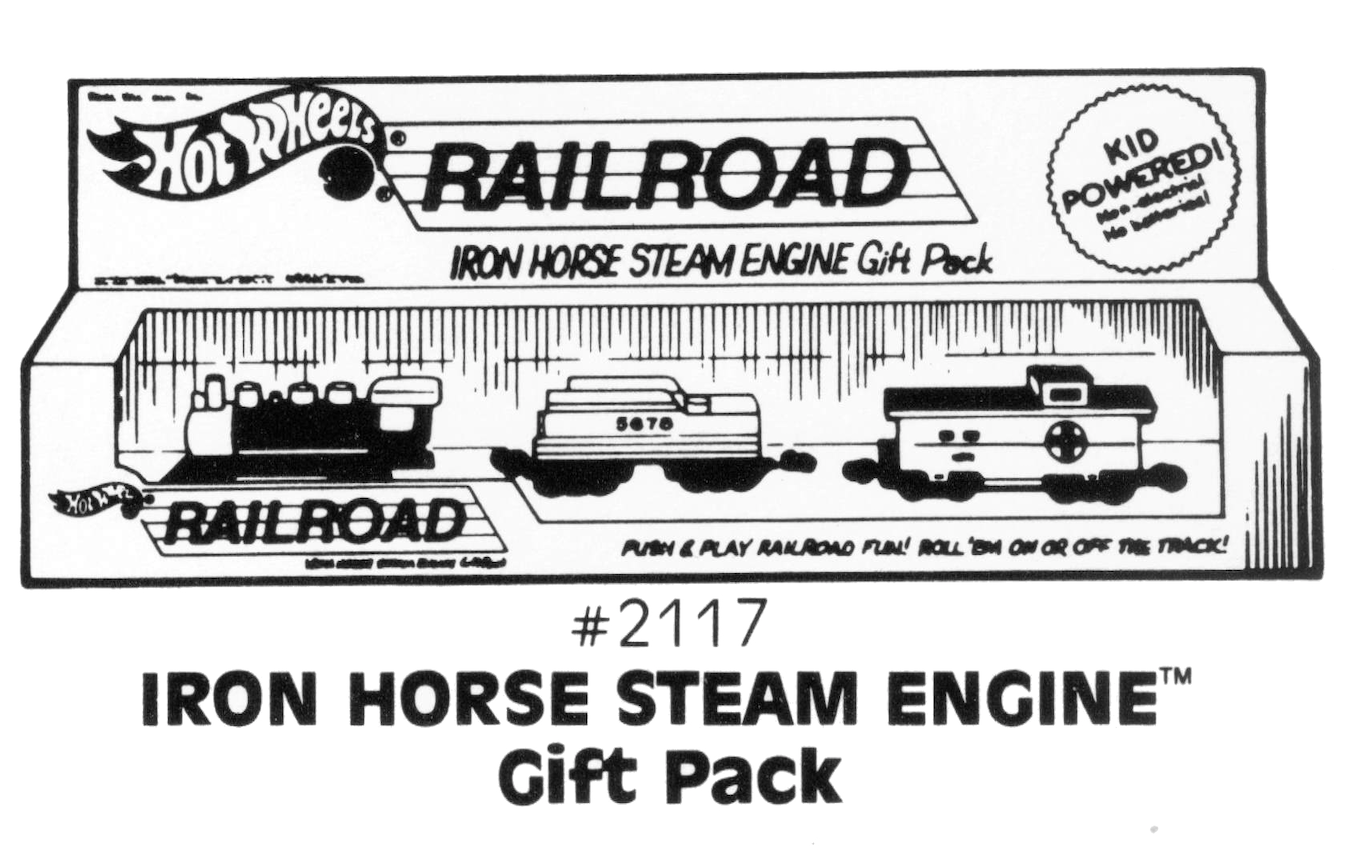 HOT WHEELS®
®
RAILROAD
KID
POWERED!
Non-electric!
No batteries!
IRON HORSE STEAM ENGINE Gift Pack
5678
HOT WHEELS
RAILROAD
PUSH & PLAY RAILROAD FUN! ROLL 'EM ON OR OFF THE TRACK!
#2117
IRON HORSE STEAM ENGINE™
Gift Pack